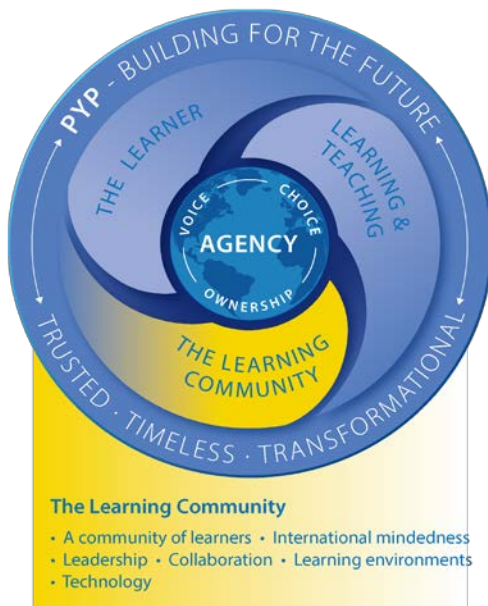 PYP - BUILDING FOR THE FUTURE
THE LEARNER
LEARNING &
TEACHING
VOICE
CHOICE
AGENCY
OWNERSHIP
THE LEARNING
COMMUNITY
TRUSTED · TIMELESS · TRANSFORMATIONAL
The Learning Community
• A community of learners • International mindedness
• Leadership • Collaboration • Learning environments
• Technology